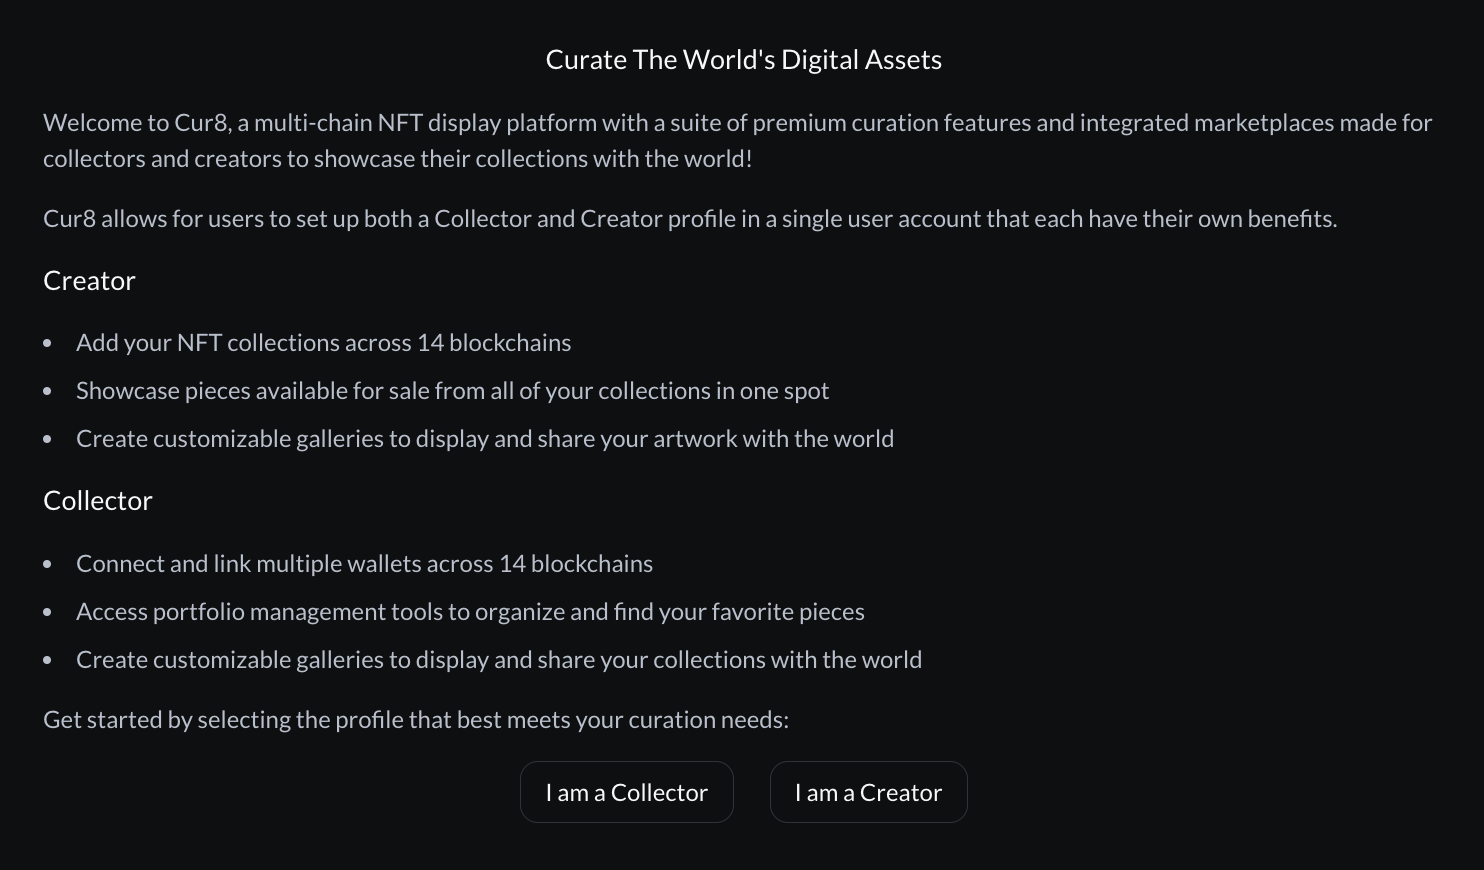 Curate The World's Digital Assets
Welcome to Cur8, a multi-chain NFT display platform with a suite of premium curation features and integrated marketplaces made for
collectors and creators to showcase their collections with the world!
Cur8 allows for users to set up both a Collector and Creator profile in a single user account that each have their own benefits.
Creator
• Add your NFT collections across 14 blockchains
• Showcase pieces available for sale from all of your collections in one spot
• Create customizable galleries to display and share your artwork with the world
Collector
• Connect and link multiple wallets across 14 blockchains
• Access portfolio management tools to organize and find your favorite pieces
• Create customizable galleries to display and share your collections with the world
Get started by selecting the profile that best meets your curation needs:
I am a Collector
I am a Creator